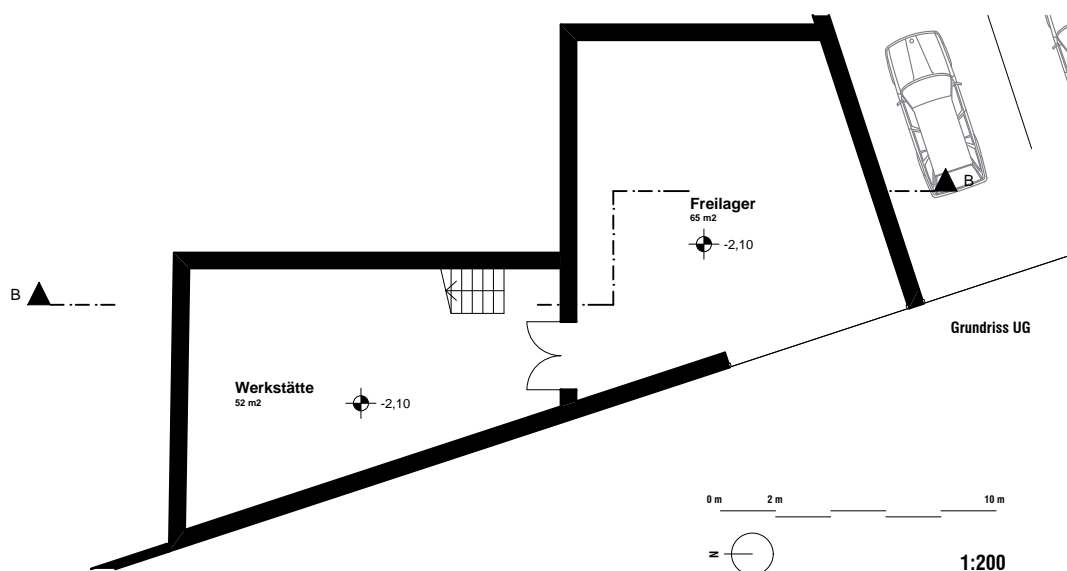 B
Freilager
65 m2
-2,10
B
Grundriss UG
Werkstätte
52 m2
-2,10
0 m 2 m 10 m
N
1:200